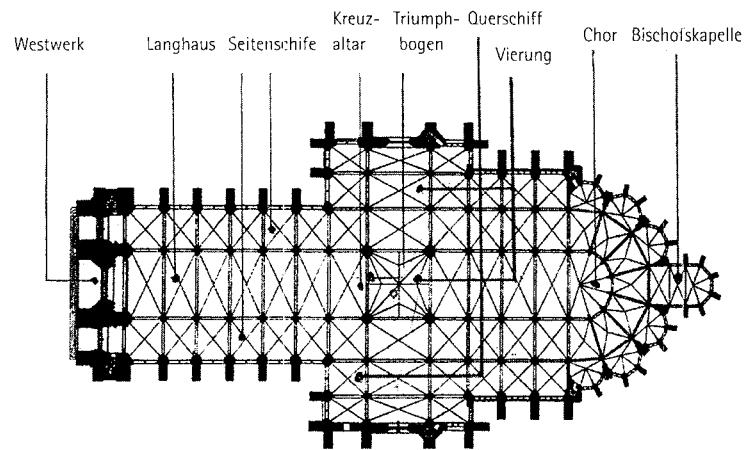 Kreuz-
altar
Triumph-
bogen
Querschiff
Westwerk
Langhaus
Seitenschife
Vierung
Chor
Bischofskapelle